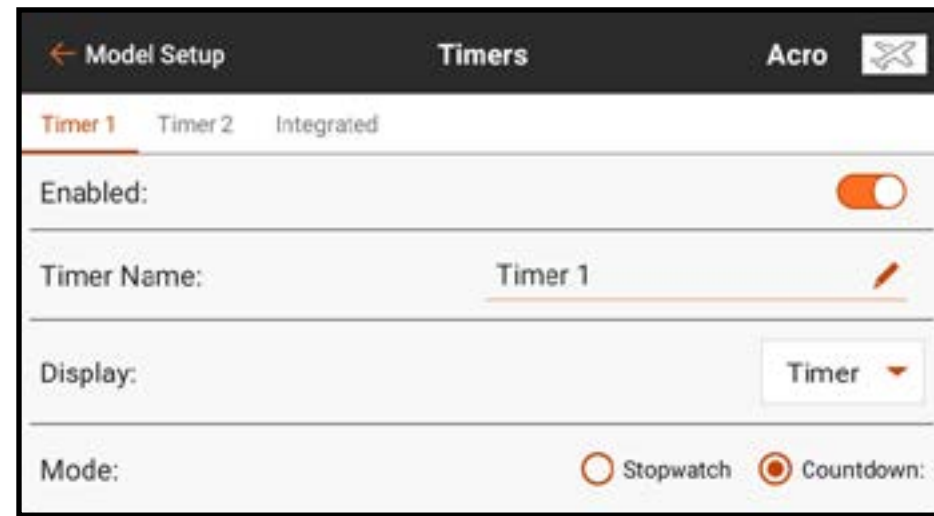 Model Setup Timers Acro
Timer 1 Timer 2 Integrated
Enabled:
Timer Name: Timer 1
Display: Timer
Mode: Stopwatch Countdown: